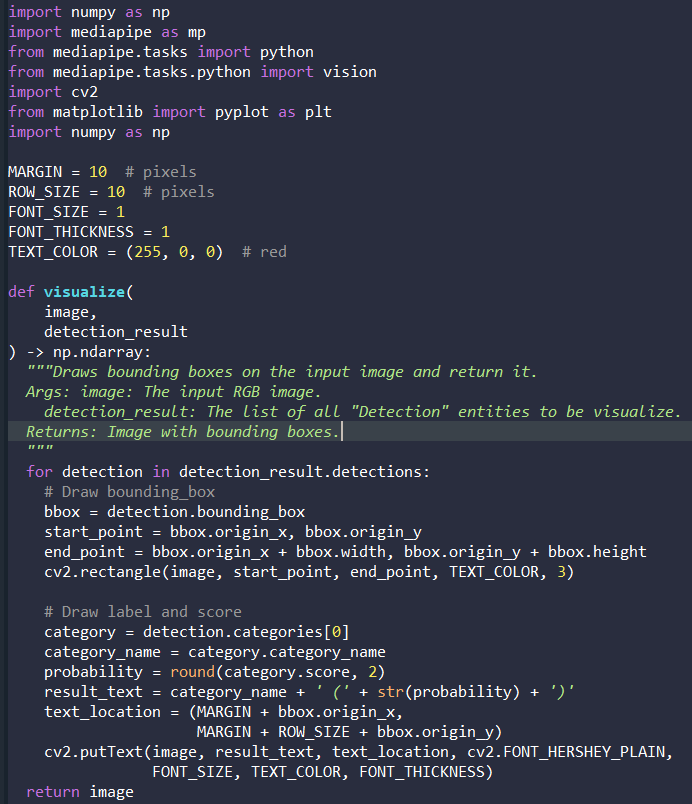 import numpy as np
import mediapipe as mp
from mediapipe.tasks import python
from mediapipe.tasks.python import vision
import cv2
from matplotlib import pyplot as plt
import numpy as np

MARGIN = 10  # pixels
ROW_SIZE = 10  # pixels
FONT_SIZE = 1
FONT_THICKNESS = 1
TEXT_COLOR = (255, 0, 0)  # red

def visualize(
    image,
    detection_result
) -> np.ndarray:
  """Draws bounding boxes on the input image and return it.
  Args: image: The input RGB image.
    detection_result: The list of all "Detection" entities to be visualize.
  Returns: Image with bounding boxes.
  """
  for detection in detection_result.detections:
    # Draw bounding_box
    bbox = detection.bounding_box
    start_point = bbox.origin_x, bbox.origin_y
    end_point = bbox.origin_x + bbox.width, bbox.origin_y + bbox.height
    cv2.rectangle(image, start_point, end_point, TEXT_COLOR, 3)

    # Draw label and score
    category = detection.categories[0]
    category_name = category.category_name
    probability = round(category.score, 2)
    result_text = category_name + ' (' + str(probability) + ')'
    text_location = (MARGIN + bbox.origin_x,
                     MARGIN + ROW_SIZE + bbox.origin_y)
    cv2.putText(image, result_text, text_location, cv2.FONT_HERSHEY_PLAIN,
                FONT_SIZE, TEXT_COLOR, FONT_THICKNESS)
  return image